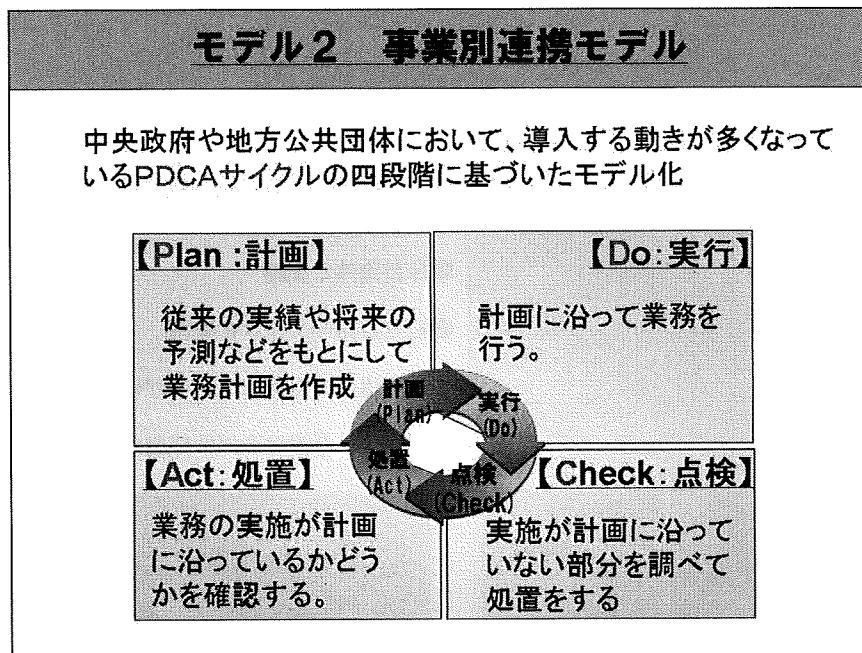 モデル2 事業別連携モデル
中央政府や地方公共団体において、導入する動きが多くなって
いるPDCAサイクルの四段階に基づいたモデル化
【Plan:計画】
従来の実績や将来の
予測などをもとにして
業務計画を作成
【Do:実行】
計画に沿って業務を
行う。
計画
(Plan)
実行
(Do)
処置
(Act)
点検
(Check)
【Act:処置】
業務の実施が計画
に沿っているかどう
かを確認する。
【Check:点検】
実施が計画に沿って
いない部分を調べて
処置をする